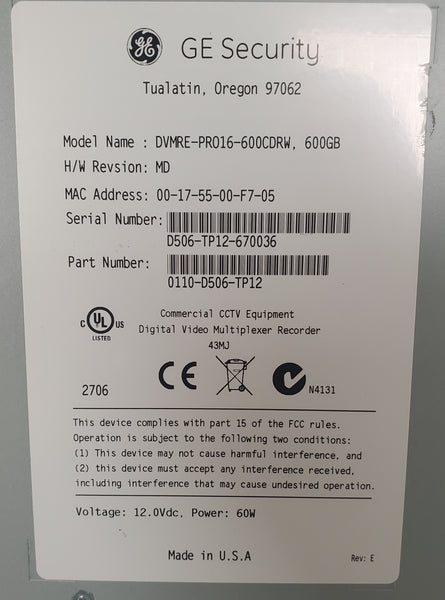 GE GE Security
Tualatin, Oregon 97062
Model Name : DVMRE-PRO16-600CDRW, 600GB
H/W Revsion: MD
MAC Address: 00-17-55-00-F7-05
Serial Number:
D506-TP12-670036
Part Number:
0110-D506-TP12
C UL US
LISTED
Commercial CCTV Equipment
Digital Video Multiplexer Recorder
43MJ
2706
CE
N4131
This device complies with part 15 of the FCC rules.
Operation is subject to the following two conditions:
(1) This device may not cause harmful interference, and
(2) this device must accept any interference received,
including interference that may cause undesired operation.
Voltage: 12.0Vdc, Power: 60W
Made in U.S.A
Rev: E